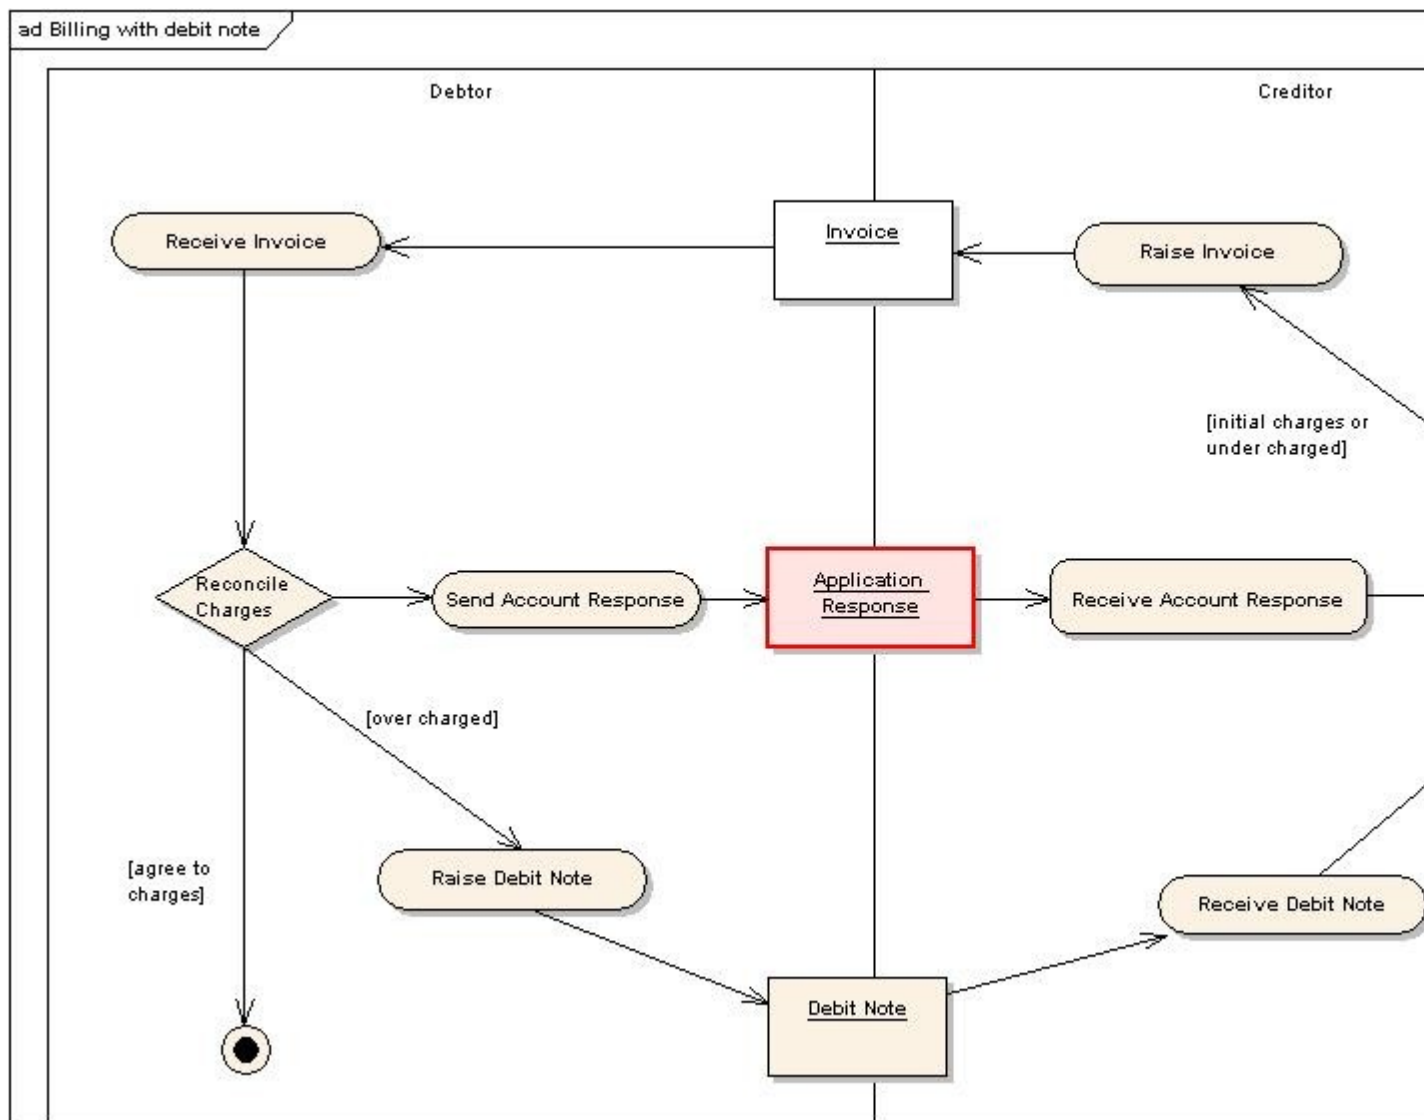 ad Billing with debit note
Debtor
Creditor
Receive Invoice
Invoice
Raise Invoice
[initial charges or
under charged]
Reconcile
Charges
Send Account Response
Application
Response
Receive Account Response
[over charged]
[agree to
charges]
Raise Debit Note
Receive Debit Note
Debit Note